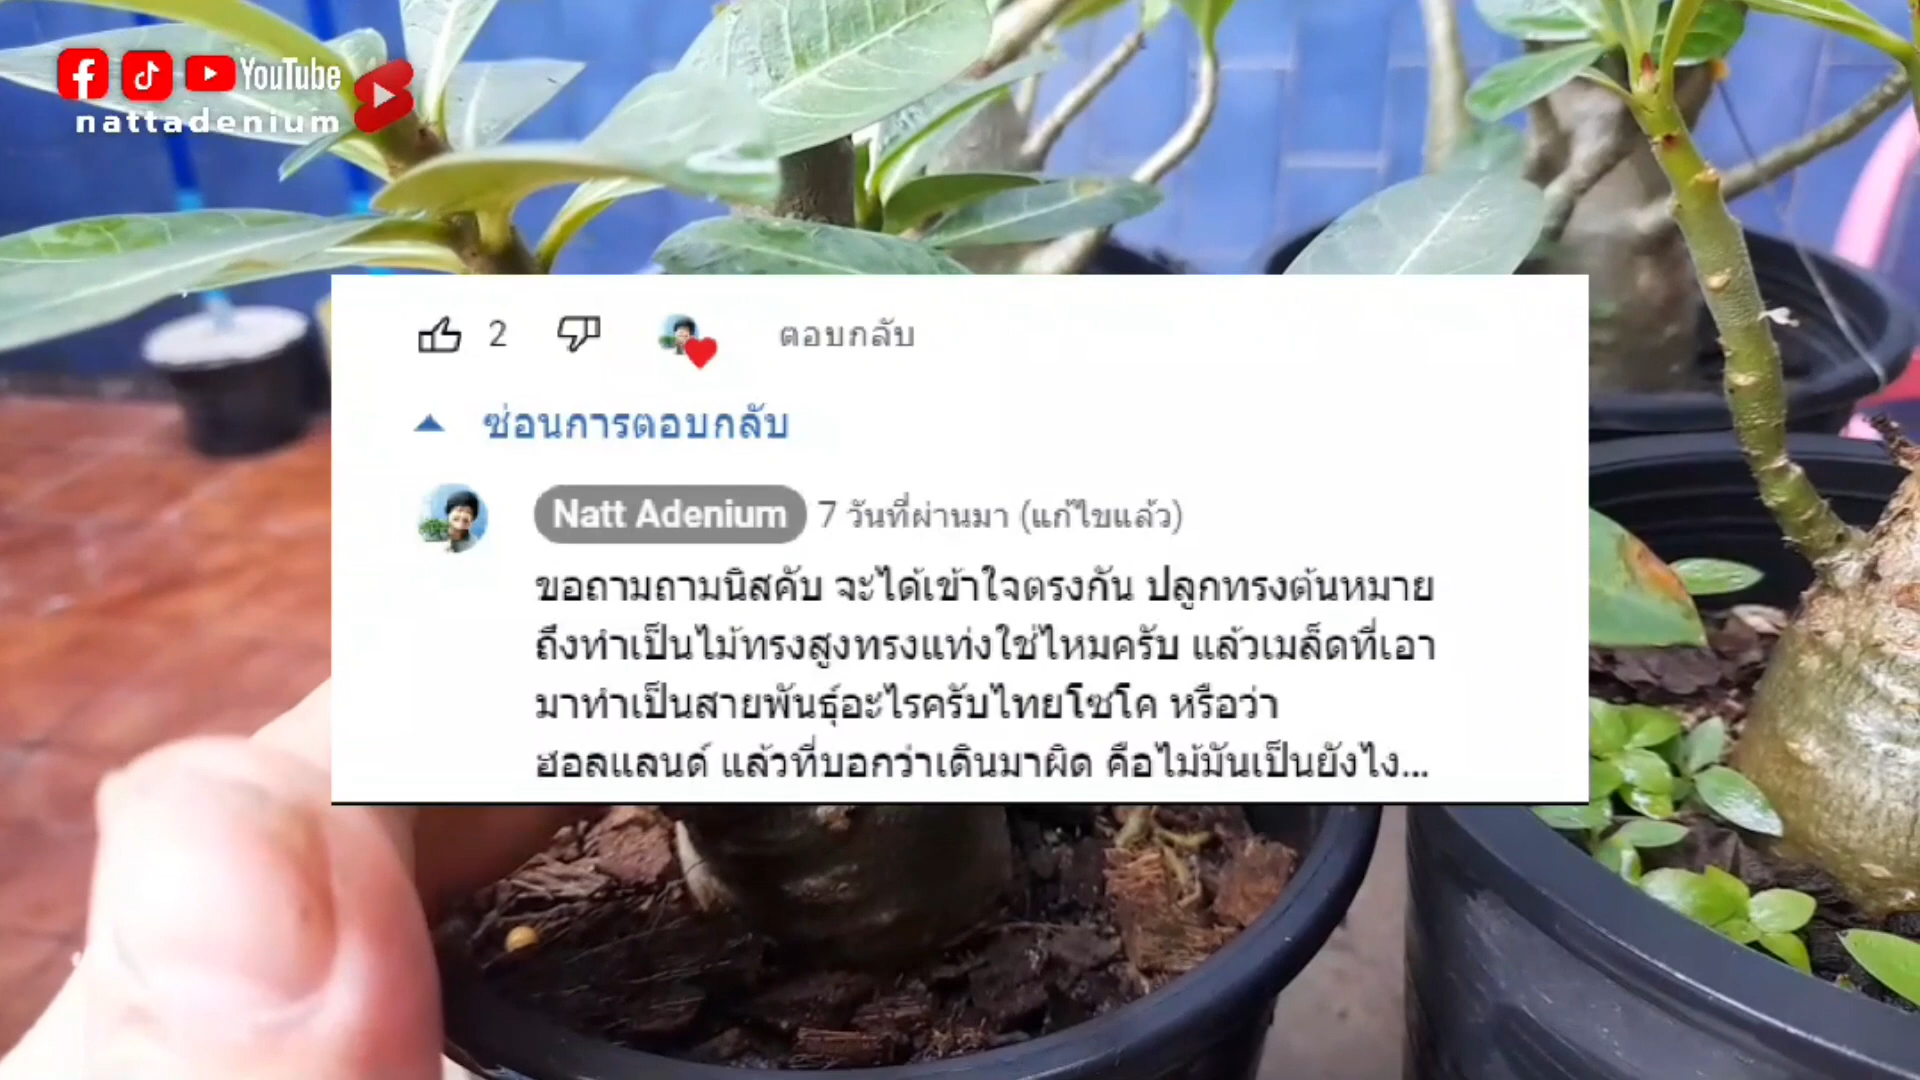 YouTube
nattadenium
2 ตอบกลับ
ซ่อนการตอบกลับ
Natt Adenium 7 วันที่ผ่านมา (แก้ไขแล้ว)
ขอถามถามนิสคับ จะได้เข้าใจตรงกัน ปลูกทรงต้นหมาย
ถึงทำเป็นไม้ทรงสูงทรงแท่งใช่ไหมครับ แล้วเมล็ดที่เอา
มาทำเป็นสายพันธุ์อะไรครับไทยโซโค หรือว่า
ฮอลแลนด์ แล้วที่บอกว่าเดินมาผิด คือไม้มันเป็นยังไง...